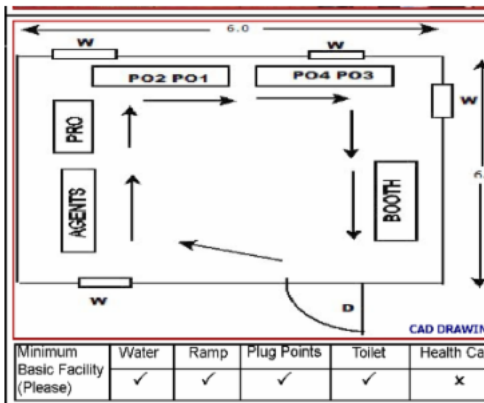 6.0
W
W
PO2 PO1
PO4 PO3
W
PRO
AGENTS
BOOTH
6.
W
D
CAD DRAWIN
Minimum Basic Facility (Please)
Water
Ramp
Plug Points
Toilet
Health Ca
✓
✓
✓
✓
x